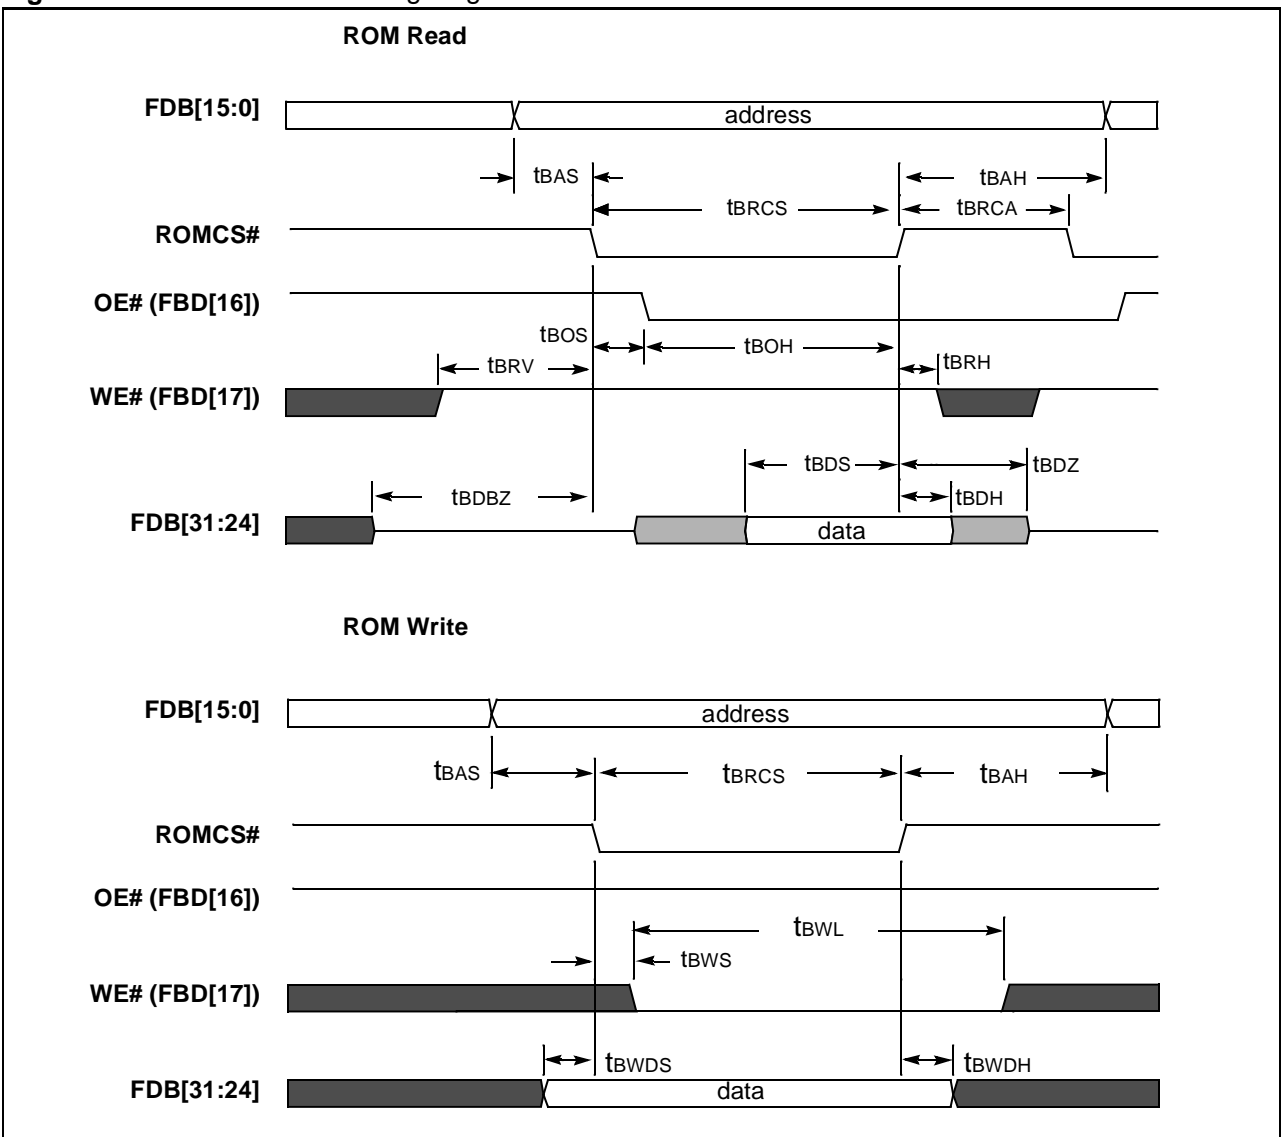 ROM Read
FDB[15:0]
address
tBAS
tBAH
tBRCS
tBRCA
ROMCS#
OE# (FBD[16])
tBOS
tBOH
tBRV
tBRH
WE# (FBD[17])
tBDS
tBDZ
tBDBZ
tBDH
FDB[31:24]
data
ROM Write
FDB[15:0]
address
tBAS
tBRCS
tBAH
ROMCS#
OE# (FBD[16])
tBWL
tBWS
WE# (FBD[17])
tBWDS
tBWDH
FDB[31:24]
data